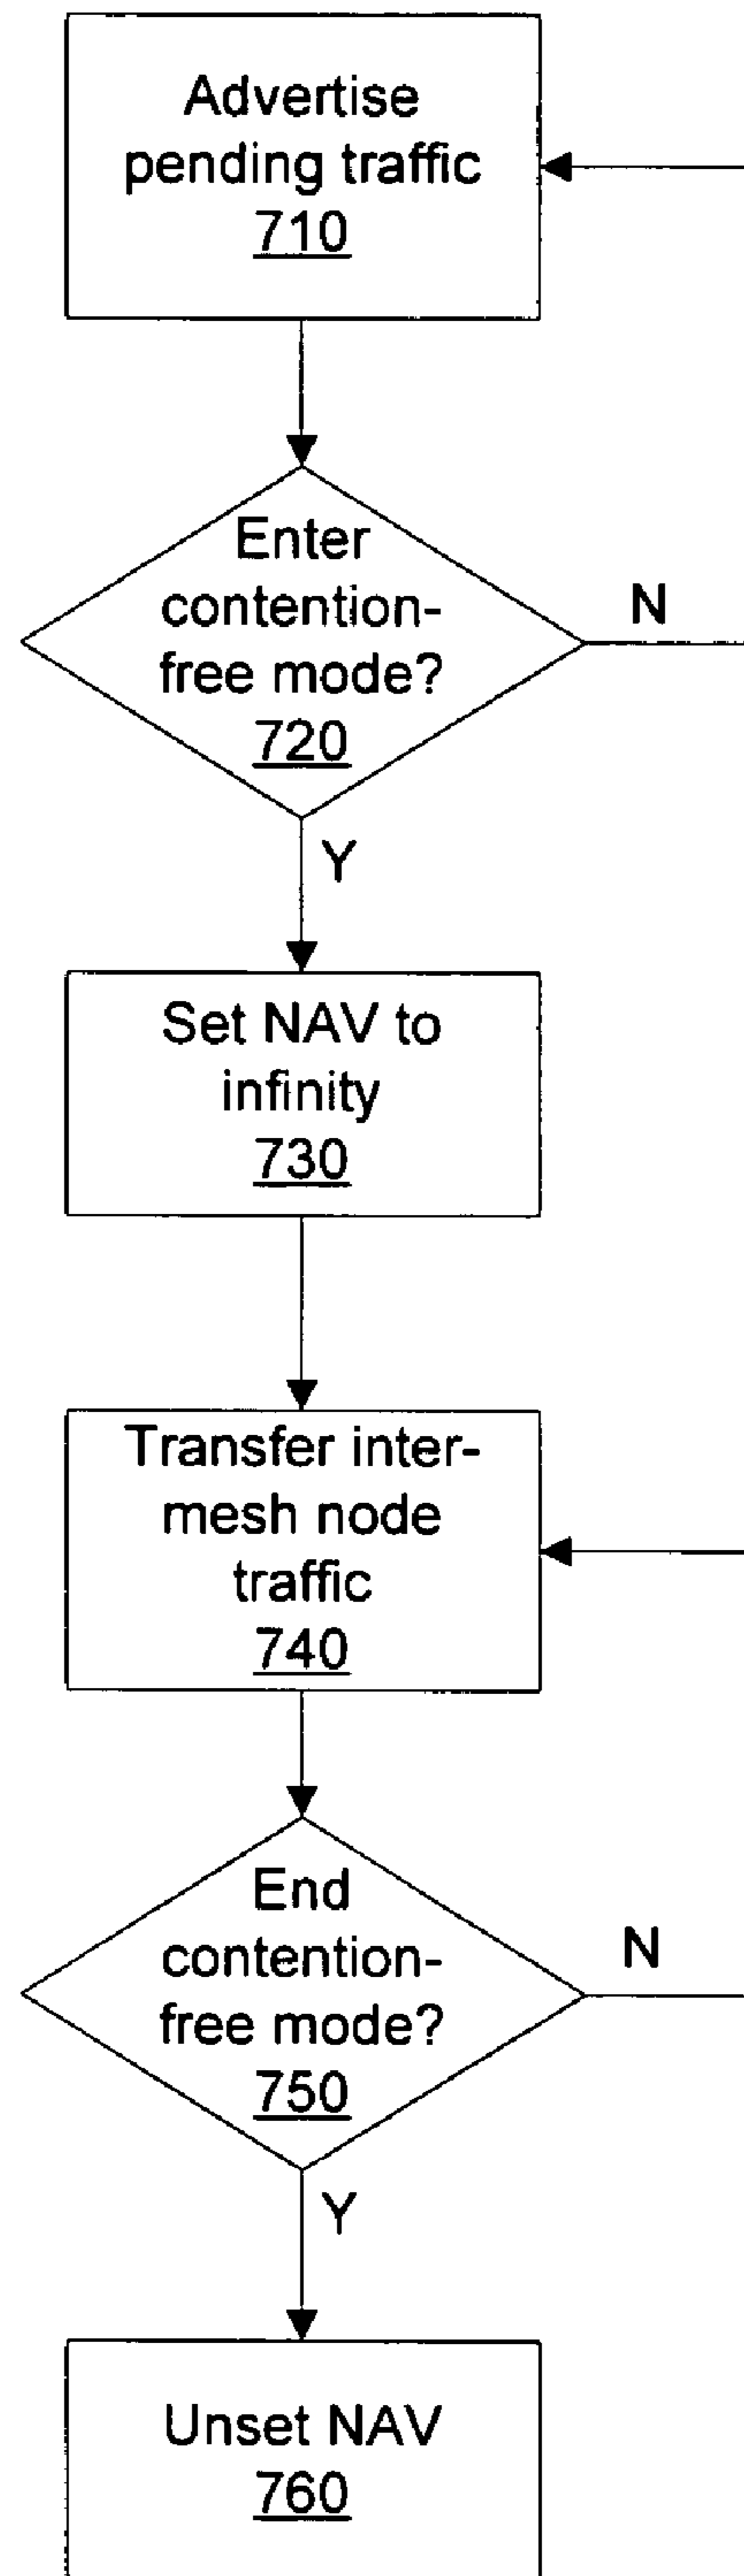 Advertise
pending traffic
710
Enter
contention-
free mode?
720
N
Y
Set NAV to
infinity
730
Transfer inter-
mesh node
traffic
740
End
contention-
free mode?
750
N
Y
Unset NAV
760